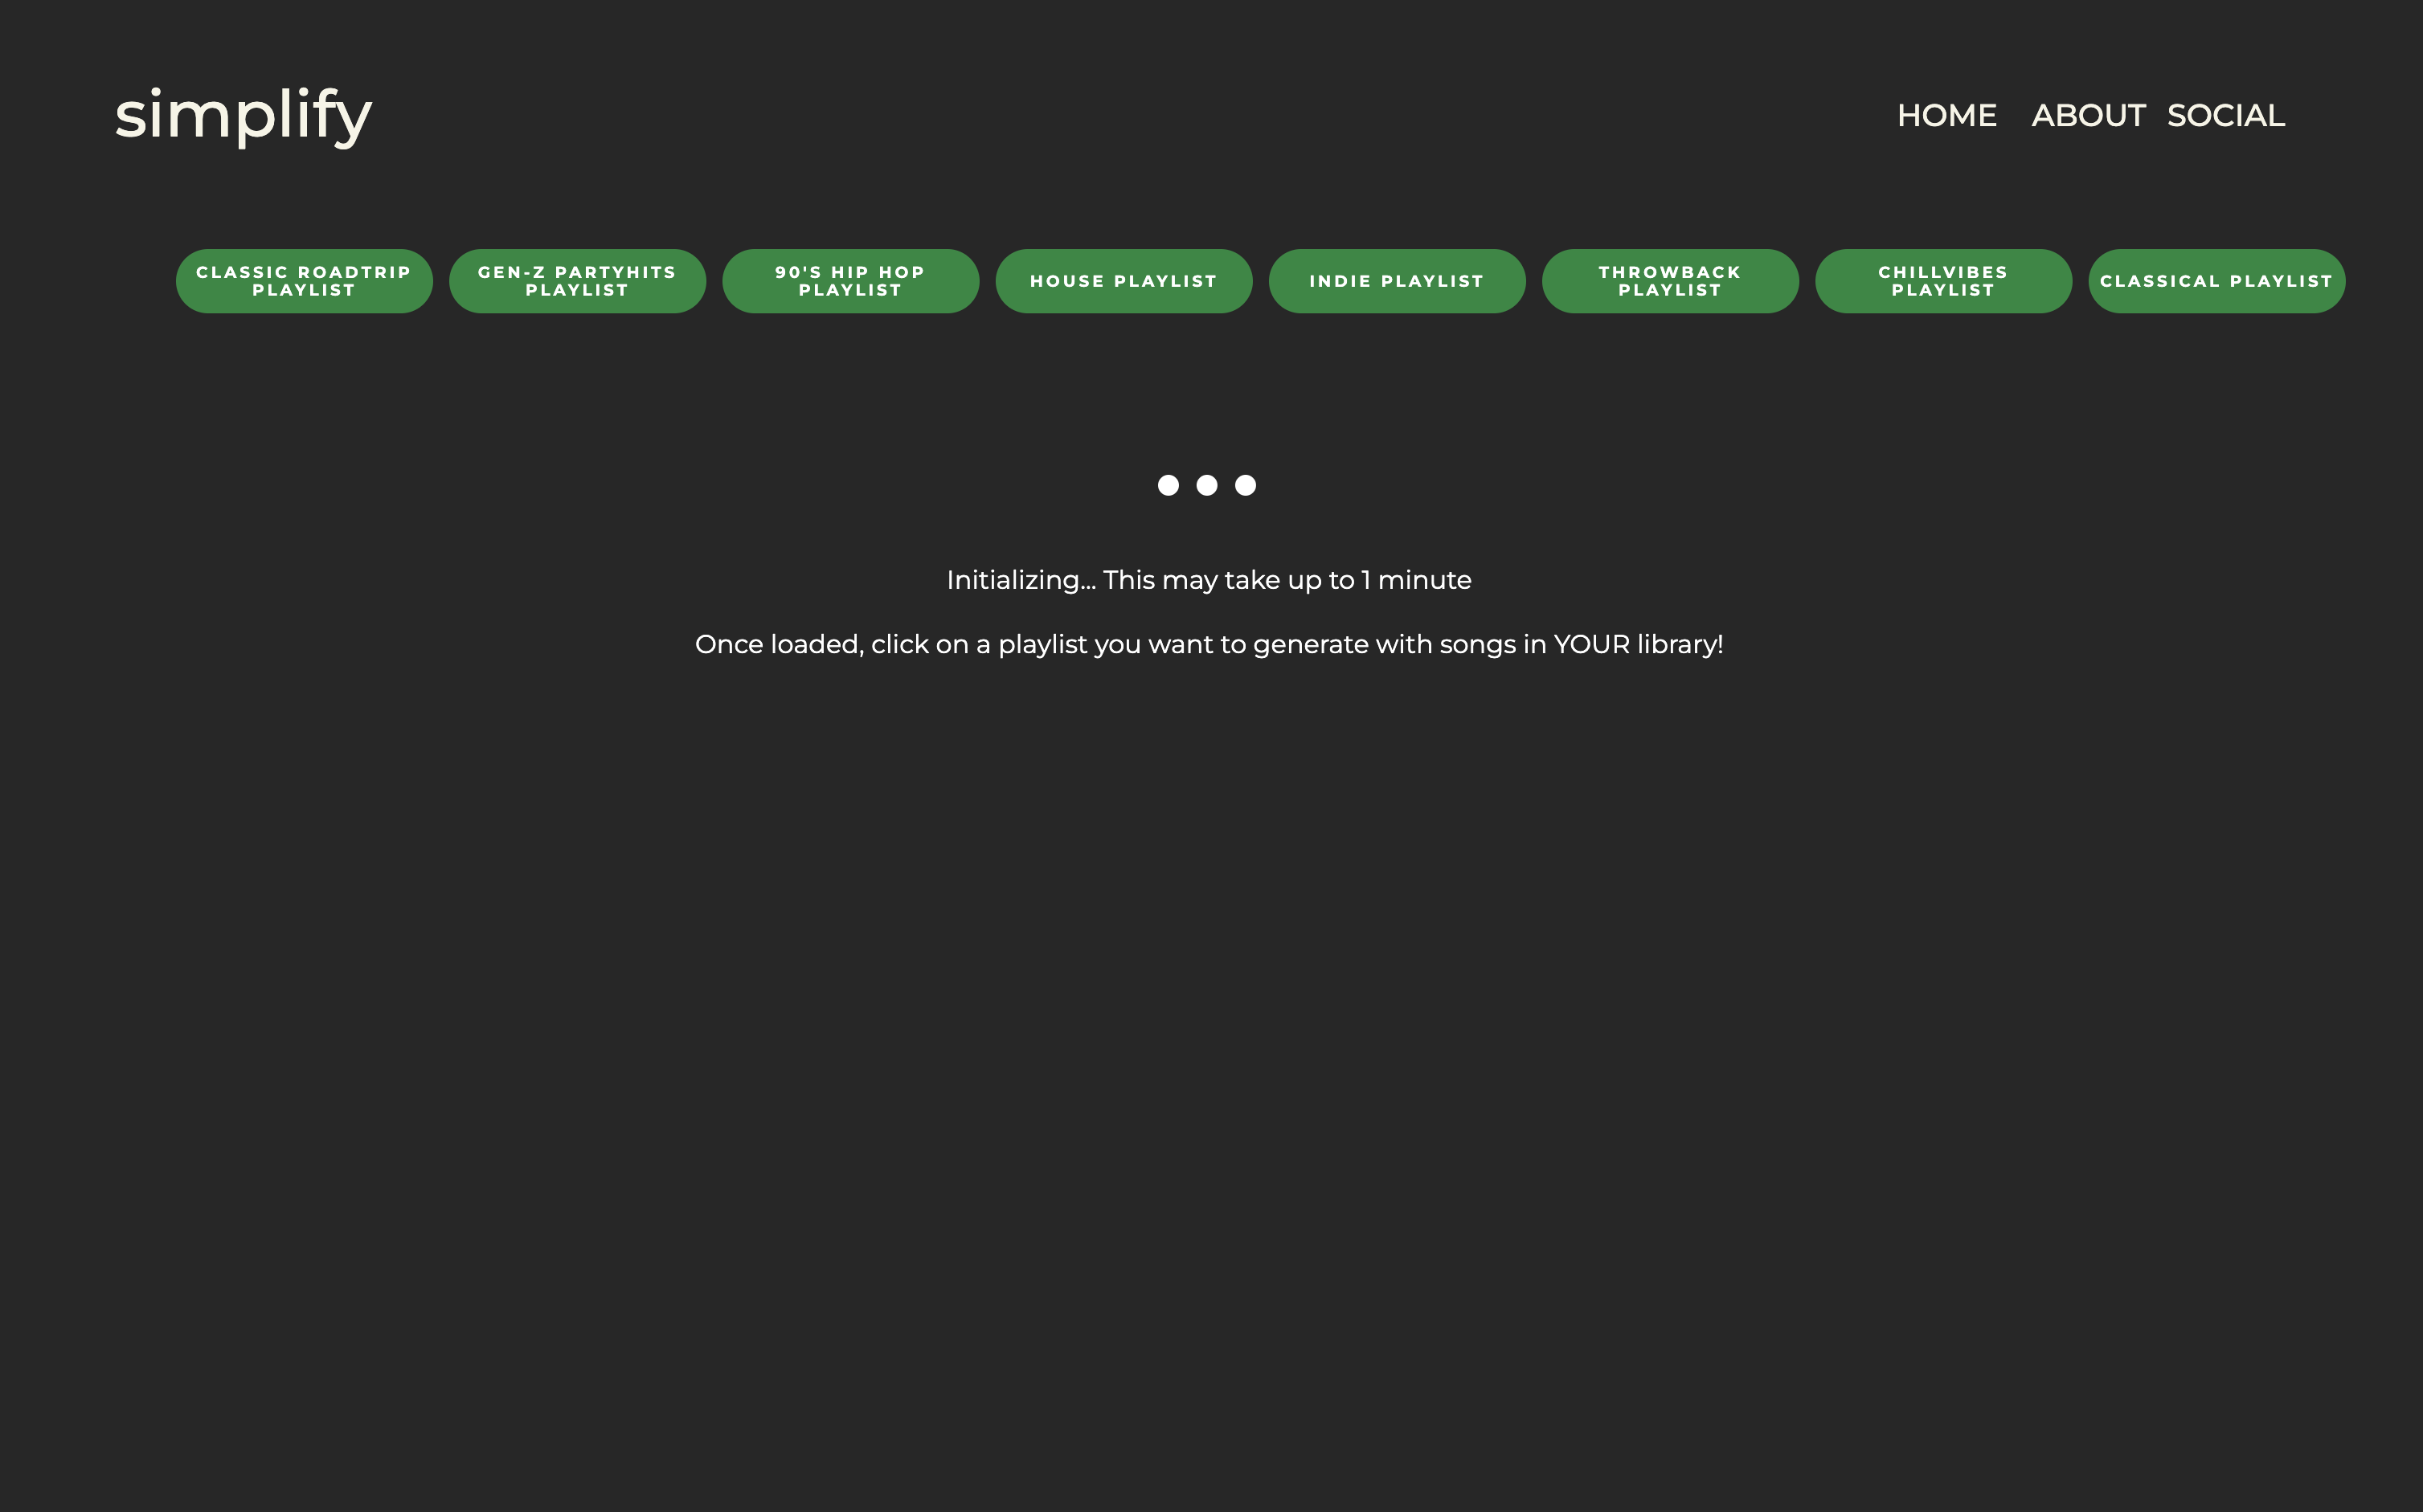 simplify
HOME ABOUT SOCIAL
CLASSIC ROADTRIP
PLAYLIST
GEN-Z PARTYHITS
PLAYLIST
90'S HIP HOP
PLAYLIST
HOUSE PLAYLIST
INDIE PLAYLIST
THROWBACK
PLAYLIST
CHILLVIBES
PLAYLIST
CLASSICAL PLAYLIST
Initializing... This may take up to 1 minute
Once loaded, click on a playlist you want to generate with songs in YOUR library!